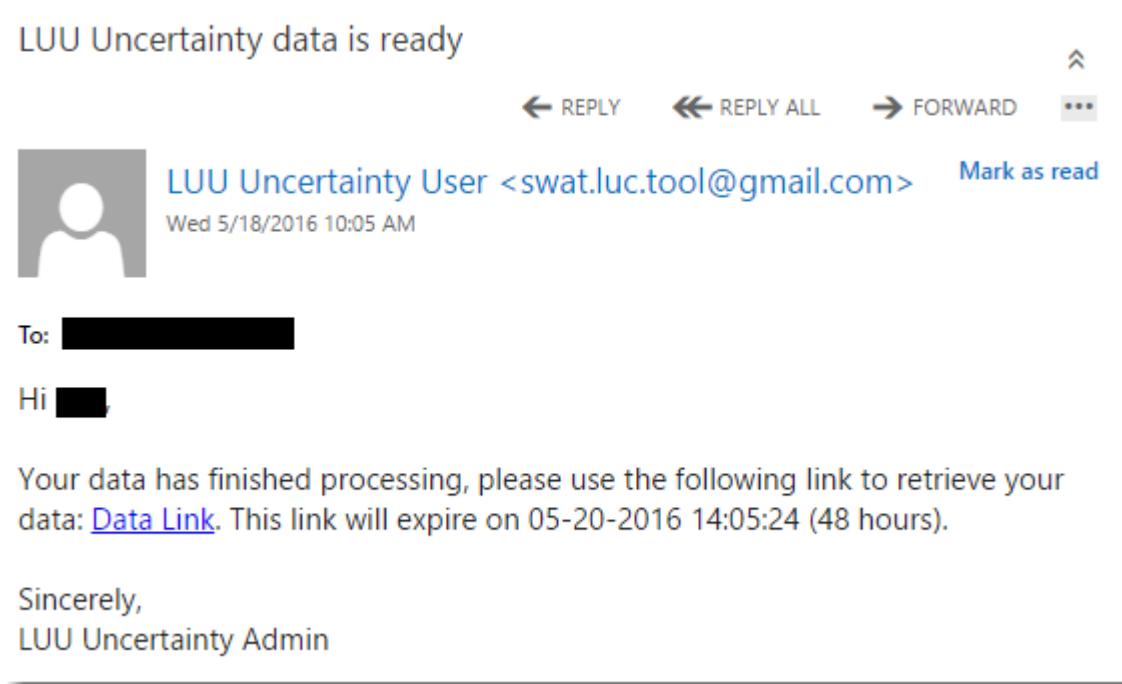 LUU Uncertainty data is ready
REPLY REPLY ALL FORWARD
LUU Uncertainty User <swat.luc.tool@gmail.com> Mark as read
Wed 5/18/2016 10:05 AM
To:
Hi ,
Your data has finished processing, please use the following link to retrieve your
data: Data Link. This link will expire on 05-20-2016 14:05:24 (48 hours).
Sincerely,
LUU Uncertainty Admin